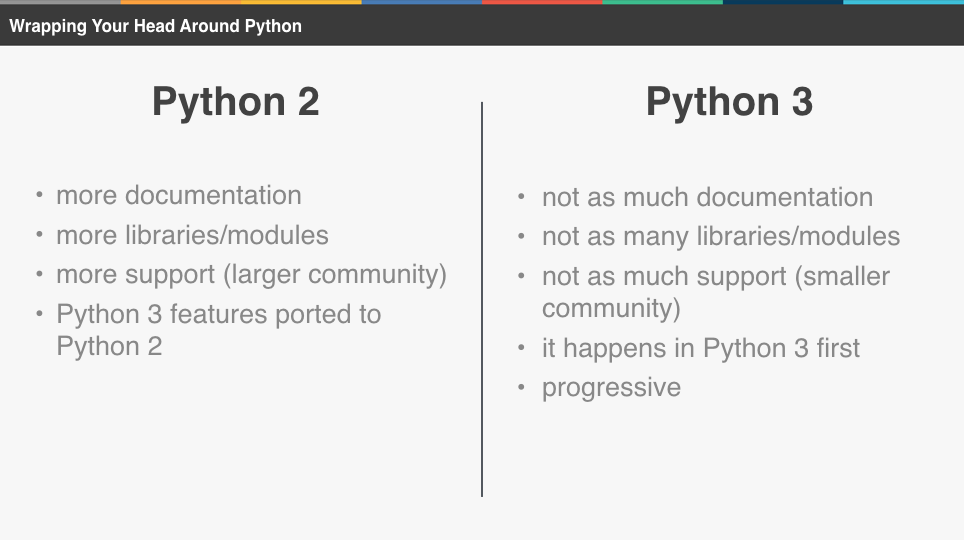 Wrapping Your Head Around Python
Python 2
• more documentation
• more libraries/modules
• more support (larger community)
• Python 3 features ported to
Python 2
Python 3
• not as much documentation
• not as many libraries/modules
• not as much support (smaller
community)
• it happens in Python 3 first
• progressive